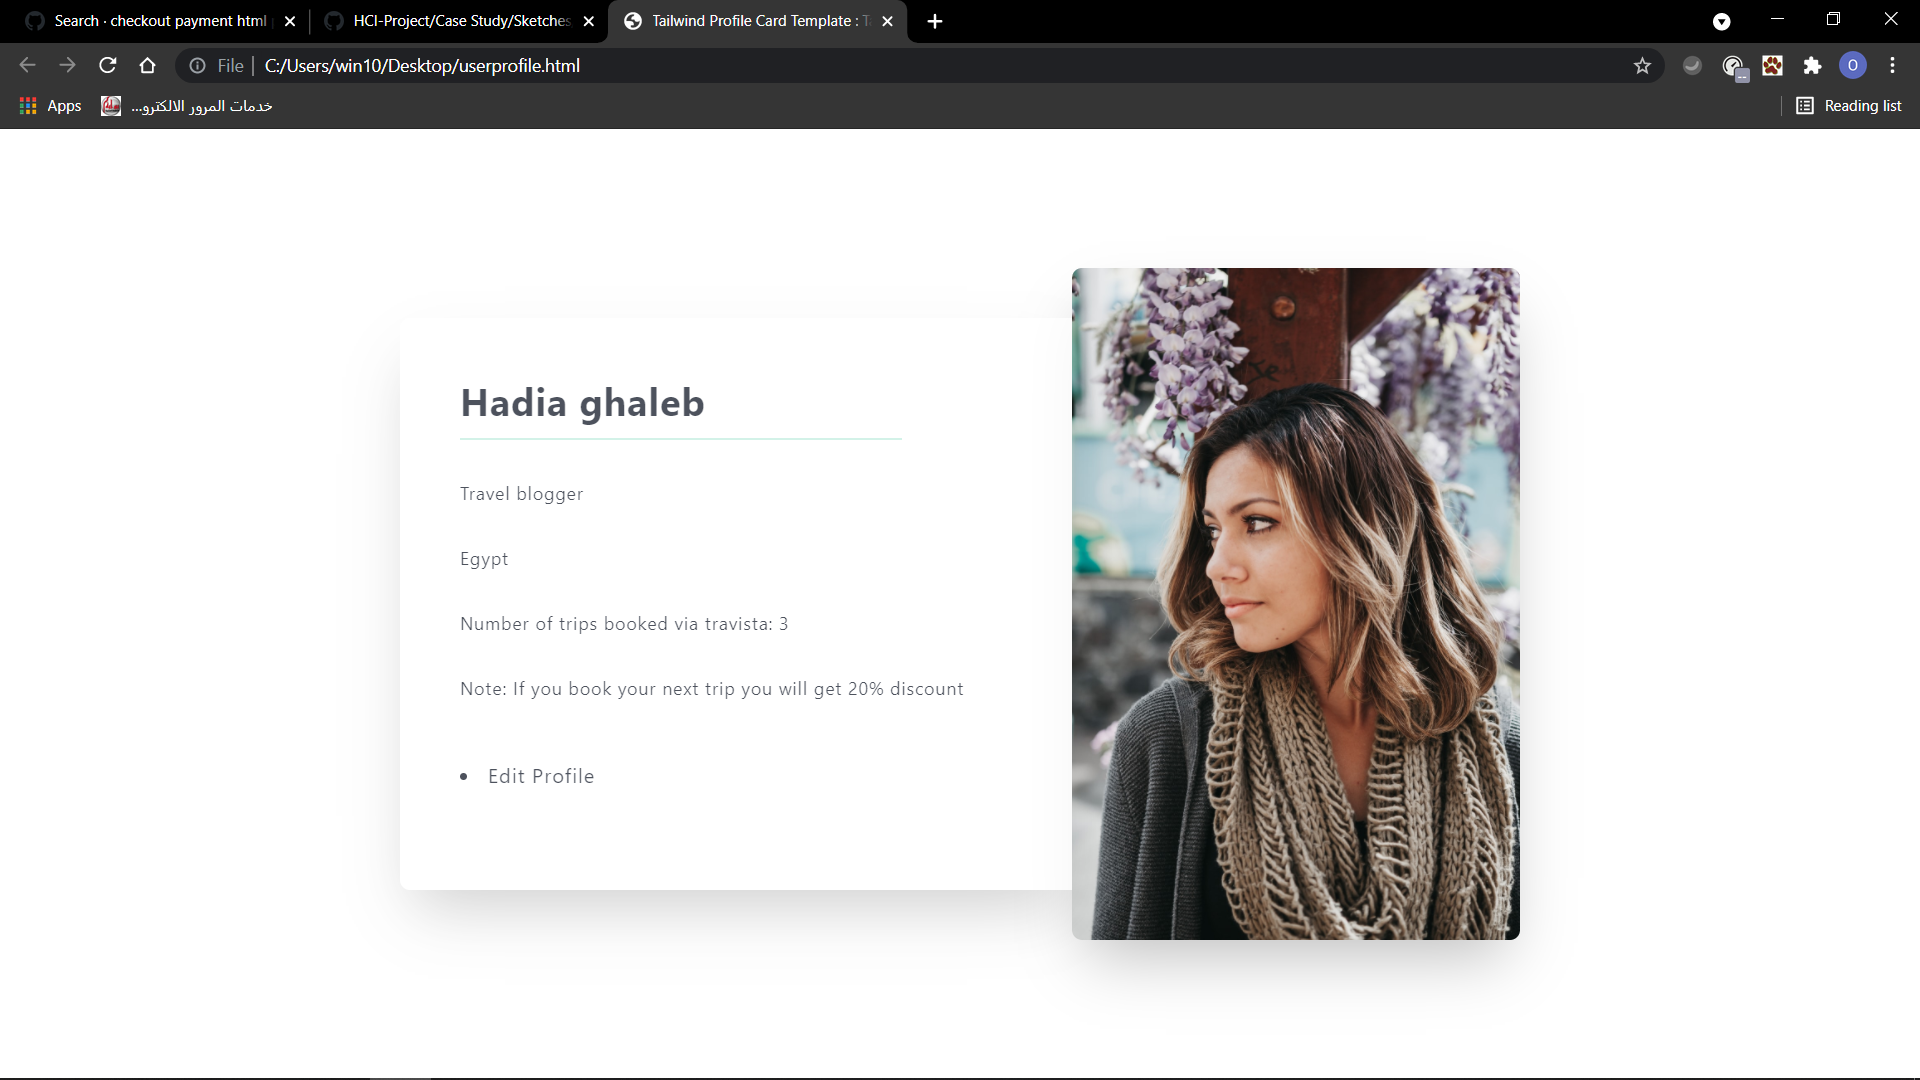 Search · checkout payment html
HCI-Project/Case Study/Sketches
Tailwind Profile Card Template :
File
C:/Users/win10/Desktop/userprofile.html
O
Apps
خدمات المرور الالكترو...
Reading list
Hadia ghaleb
Travel blogger
Egypt
Number of trips booked via travista: 3
Note: If you book your next trip you will get 20% discount
• Edit Profile